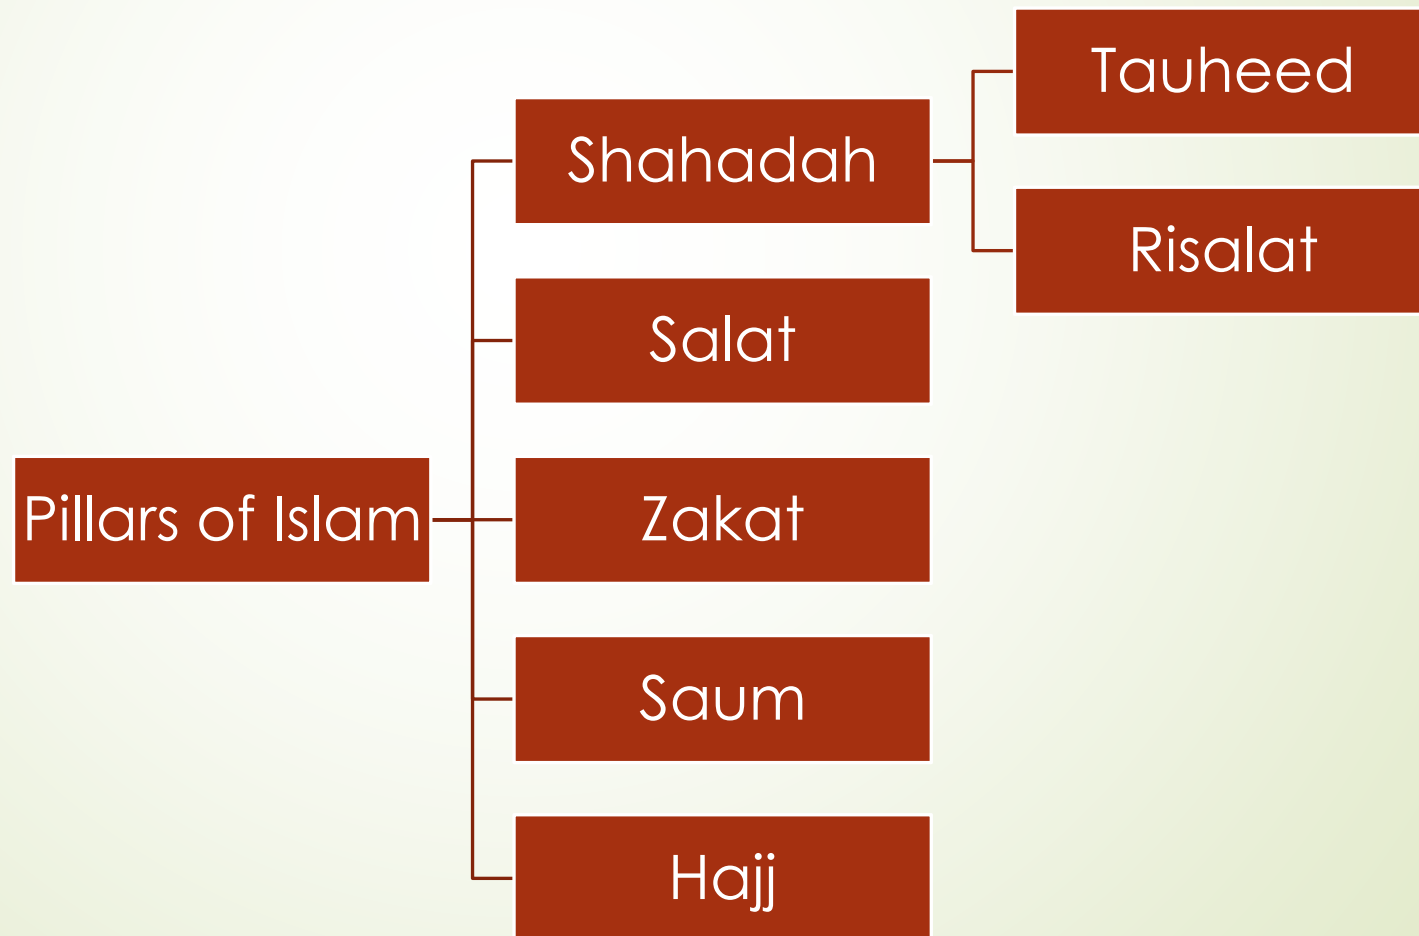 Pillars of Islam
Shahadah
Tauheed
Risalat
Salat
Zakat
Saum
Hajj